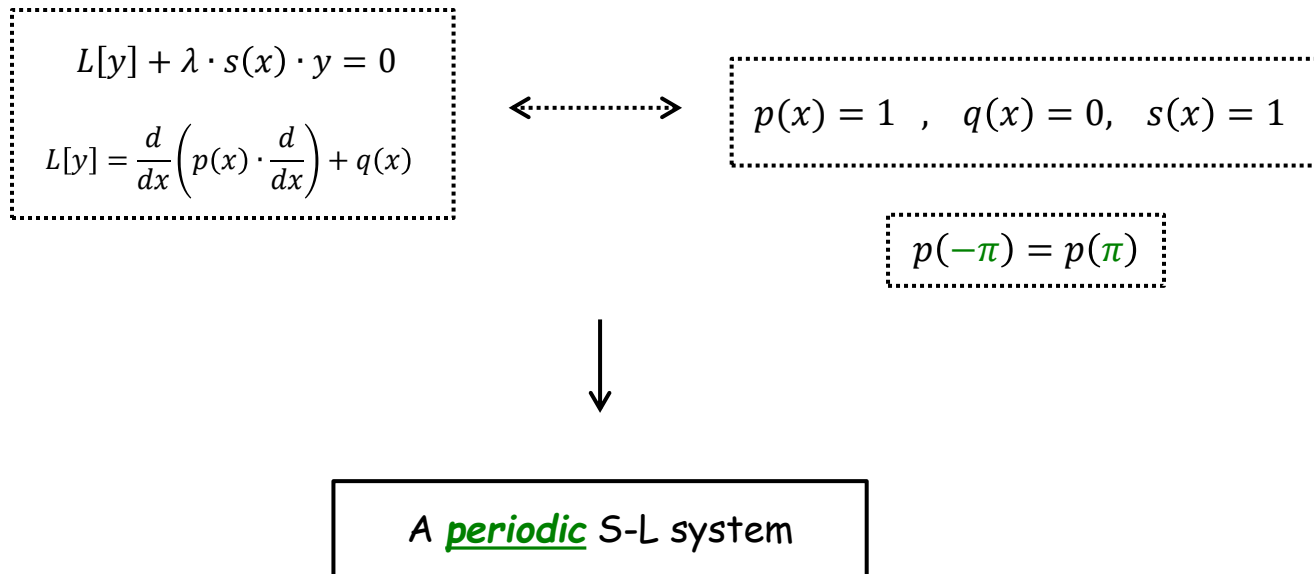 L[y] + λ · s(x) · y = 0
L[y] = d/dx (p(x) · d/dx) + q(x)
p(x) = 1 , q(x) = 0, s(x) = 1
p(−π) = p(π)
A periodic S-L system